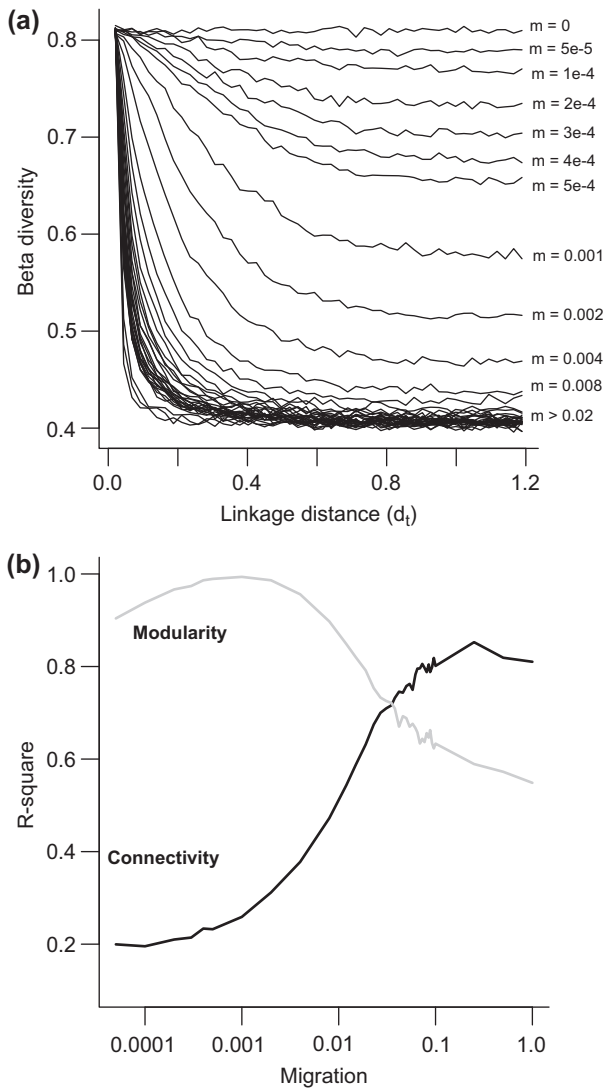 (a)
0.8
0.7
0.6
0.5
0.4
Beta diversity
m = 0
m = 5e-5
m = 1e-4
m = 2e-4
m = 3e-4
m = 4e-4
m = 5e-4
m = 0.001
m = 0.002
m = 0.004
m = 0.008
m > 0.02
0.0 0.4 0.8 1.2
Linkage distance (dt)
(b)
1.0
0.8
0.6
0.4
0.2
R-square
Modularity
Connectivity
0.0001 0.001 0.01 0.1 1.0
Migration